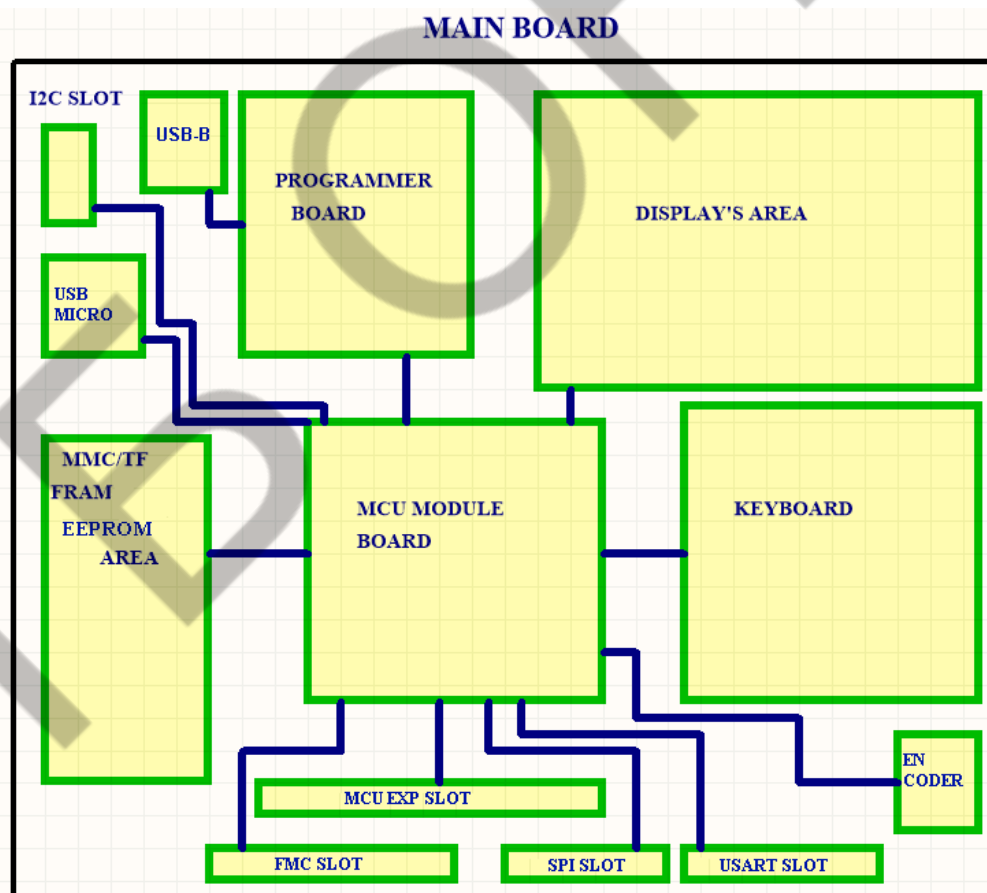 MAIN BOARD
I2C SLOT
USB-B
PROGRAMMER
BOARD
DISPLAY'S AREA
USB
MICRO
MMC/TF
FRAM
EEPROM
AREA
MCU MODULE
BOARD
KEYBOARD
EN
CODER
MCU EXP SLOT
FMC SLOT
SPI SLOT
USART SLOT